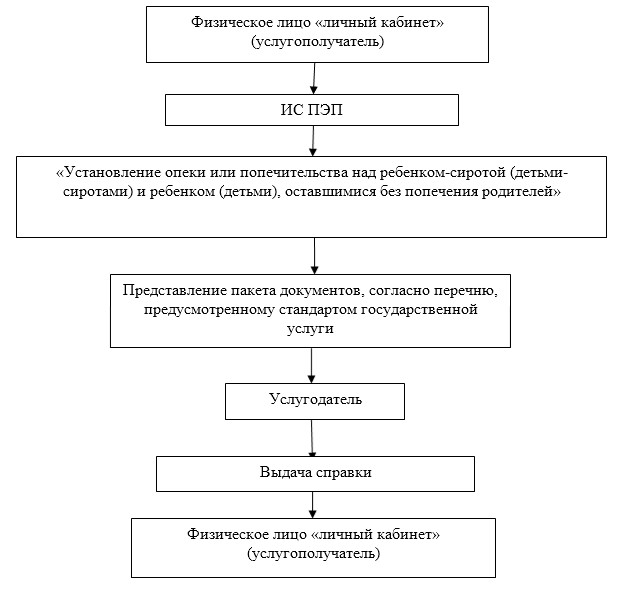 Физическое лицо «личный кабинет»
(услугополучатель)
ИС ПЭП
«Установление опеки или попечительства над ребенком-сиротой (детьми-
сиротами) и ребенком (детьми), оставшимися без попечения родителей»
Представление пакета документов, согласно перечню,
предусмотренному стандартом государственной
услуги
Услугодатель
Выдача справки
Физическое лицо «личный кабинет»
(услугополучатель)